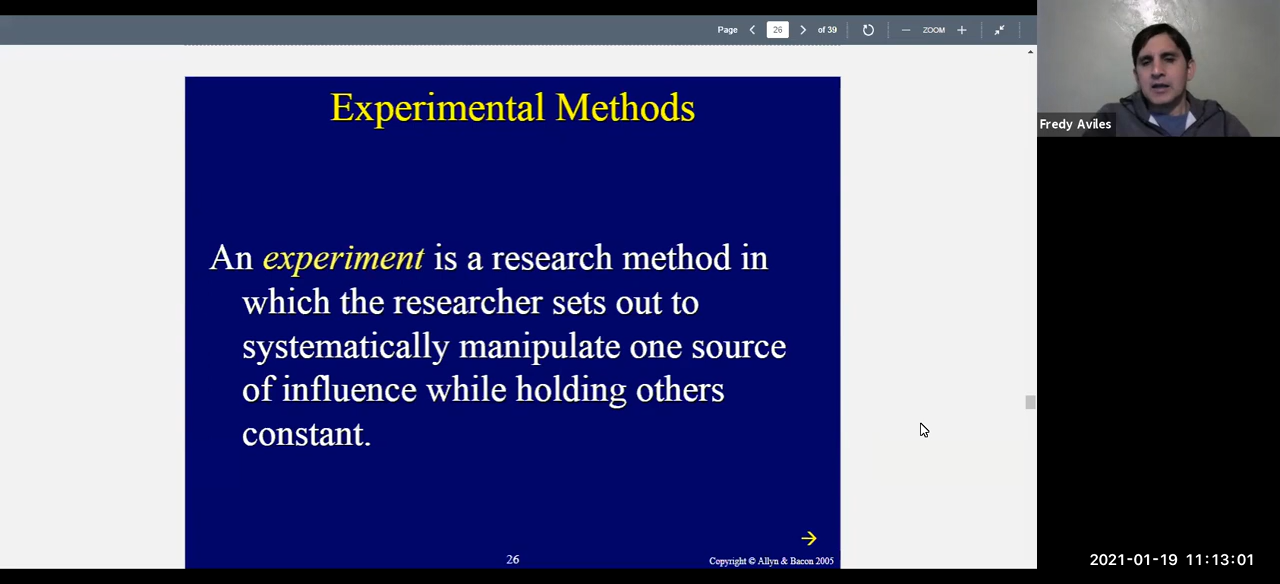 Page 26 of 39 ZOOM
Experimental Methods
Fredy Aviles
An experiment is a research method in
which the researcher sets out to
systematically manipulate one source
of influence while holding others
constant.
26
Copyright © Allyn & Bacon 2005
2021-01-19 11:13:01